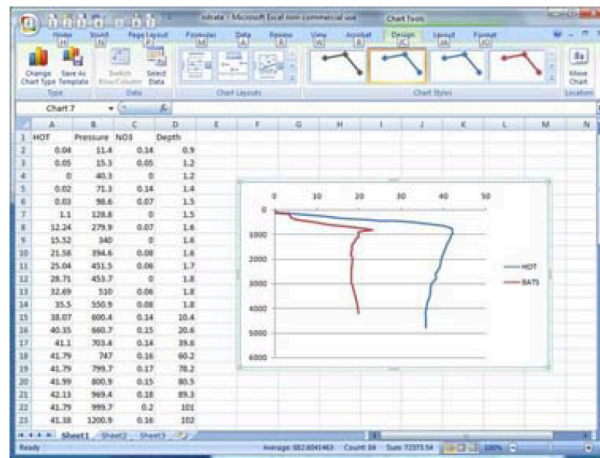 nitrate - Microsoft Excel non-commercial use Chart Tools
Home Insert Page Layout Formulas Data Review View Acrobat Design Layout Format
Change Chart Type Save As Template Switch Row/Column Select Data Move Chart
Type Data Chart Layouts Chart Styles Location
Chart 7 fx
A B C D E F G H I J K L M N
1 HOT Pressure NO3 Depth
2 0.04 11.4 0.14 0.9
3 0.05 15.3 0.05 1.2
4 0 40.3 0 1.2
5 0.02 71.3 0.14 1.4
6 0.03 98.6 0.07 1.5
7 1.1 128.8 0 1.5
8 12.24 279.9 0.07 1.6
9 15.52 340 0 1.6
10 21.58 394.6 0.08 1.6
11 25.04 451.5 0.06 1.7
12 28.71 453.7 0 1.8
13 32.69 510 0.06 1.8
14 35.5 550.9 0.08 1.8
15 38.07 600.4 0.14 10.4
16 40.35 660.7 0.15 20.6
17 41.1 703.4 0.14 39.6
18 41.79 747 0.16 60.2
19 41.79 799.7 0.17 78.2
20 41.99 800.9 0.15 80.5
21 42.13 969.4 0.18 89.3
22 41.79 999.7 0.2 101
23 41.38 1200.9 0.16 102
0 10 20 30 40 50
0
1000
2000
3000
4000
5000
6000
HOT
BATS
Sheet1 Sheet2 Sheet3
Ready Average: 882.6041463 Count: 84 Sum: 72373.54 100%